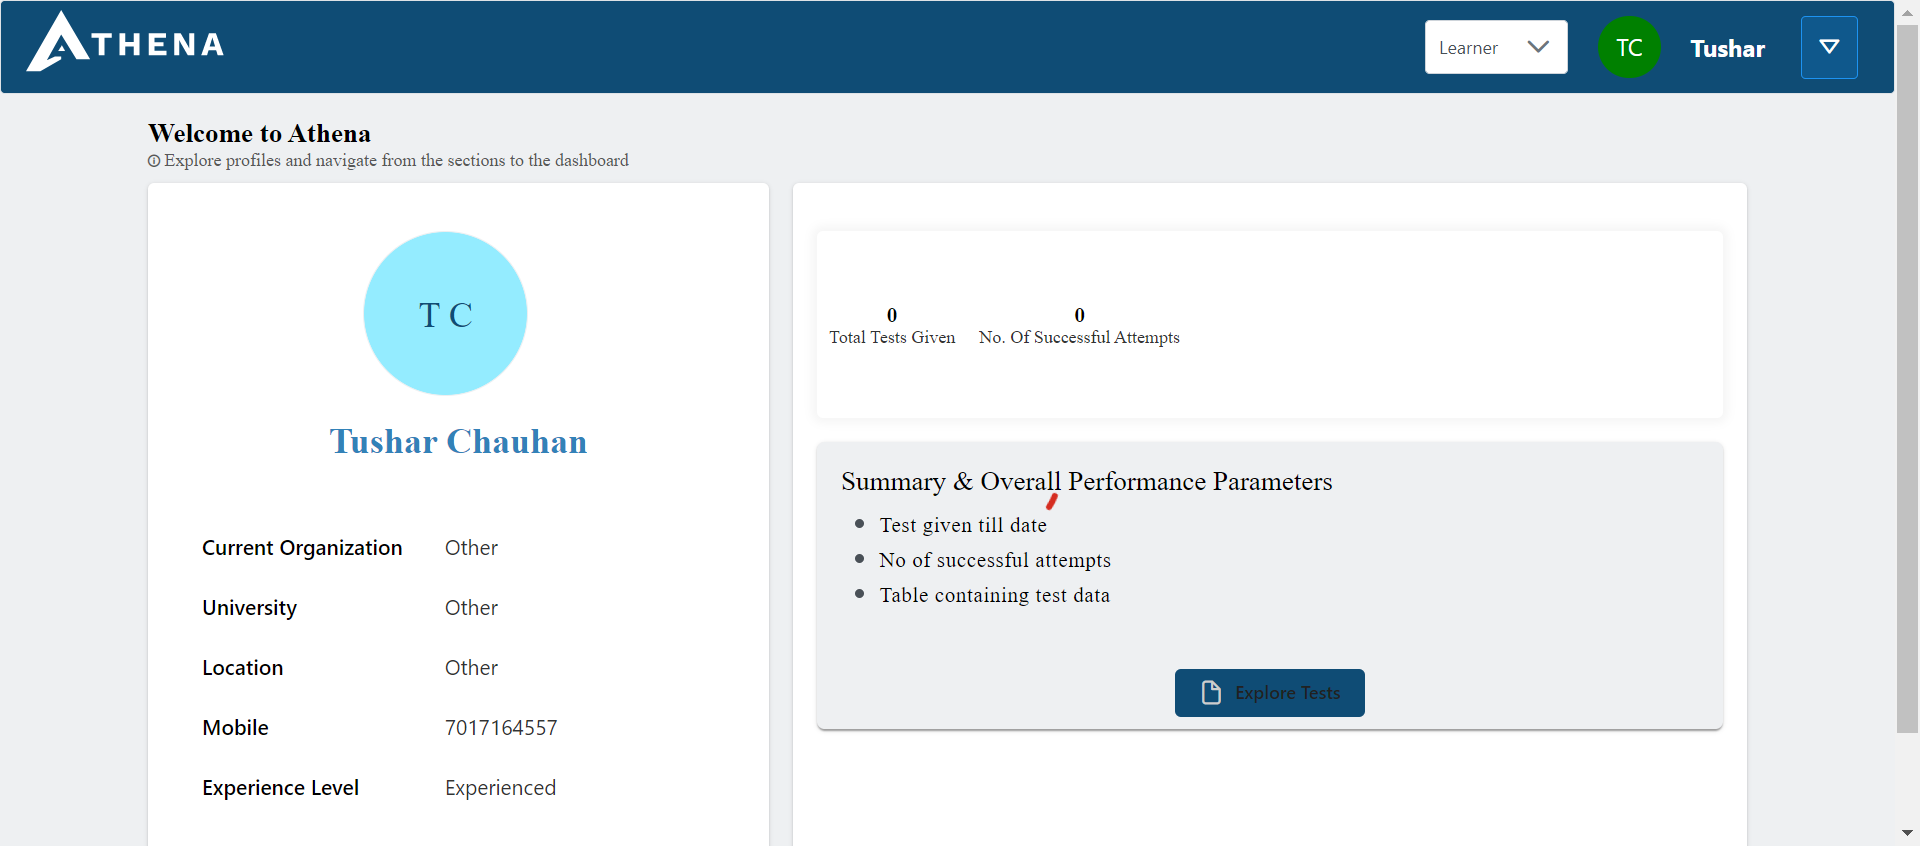 ATHENA
Learner
TC
Tushar
Welcome to Athena
Explore profiles and navigate from the sections to the dashboard
T C
Tushar Chauhan
Current Organization Other
University Other
Location Other
Mobile 7017164557
Experience Level Experienced
0 0
Total Tests Given No. Of Successful Attempts
Summary & Overall Performance Parameters
Test given till date
No of successful attempts
Table containing test data
Explore Tests